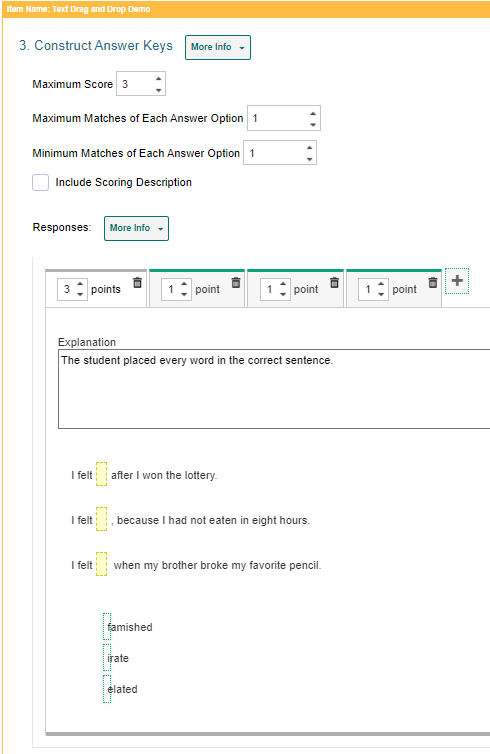 Item Name: Text Drag and Drop Demo
3. Construct Answer Keys More Info
Maximum Score 3
Maximum Matches of Each Answer Option 1
Minimum Matches of Each Answer Option 1
Include Scoring Description
Responses: More Info
3 points 1 point 1 point 1 point +
Explanation
The student placed every word in the correct sentence.
I felt after I won the lottery.
I felt , because I had not eaten in eight hours.
I felt when my brother broke my favorite pencil.
famished
irate
elated